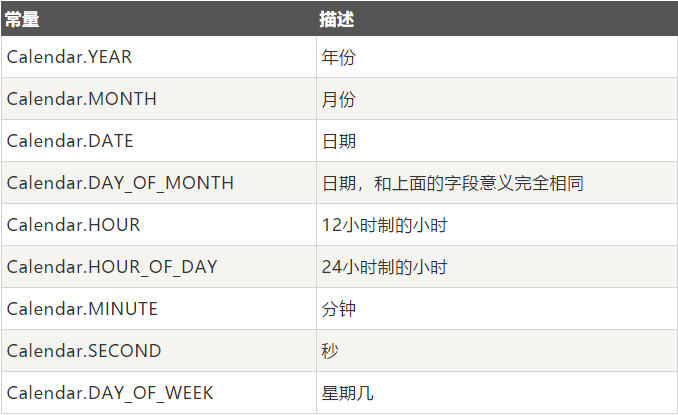 常量 描述
Calendar.YEAR 年份
Calendar.MONTH 月份
Calendar.DATE 日期
Calendar.DAY_OF_MONTH 日期，和上面的字段意义完全相同
Calendar.HOUR 12小时制的小时
Calendar.HOUR_OF_DAY 24小时制的小时
Calendar.MINUTE 分钟
Calendar.SECOND 秒
Calendar.DAY_OF_WEEK 星期几